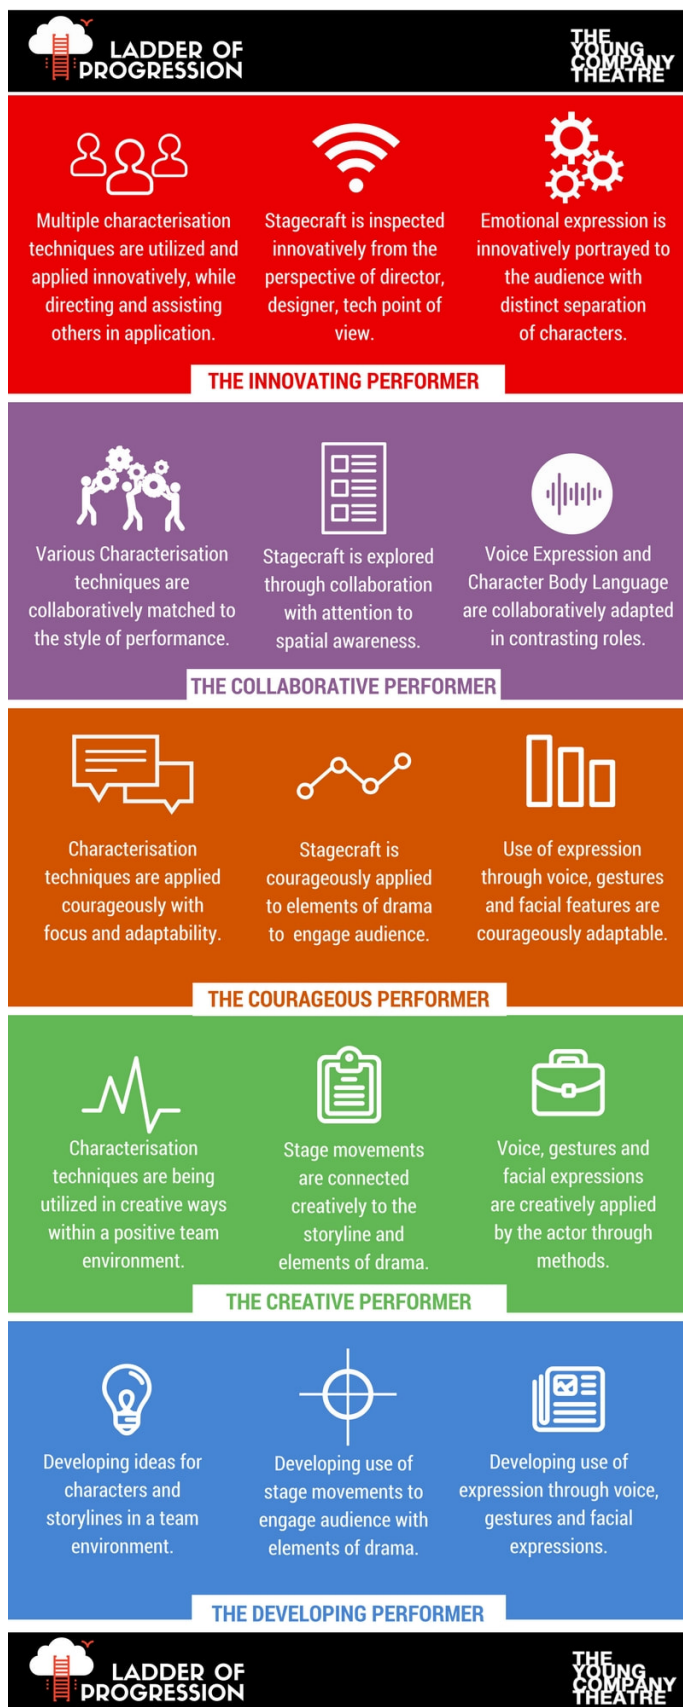 LADDER OF
PROGRESSION
THE
YOUNG
COMPANY
THEATRE
Multiple characterisation
techniques are utilized and
applied innovatively, while
directing and assisting
others in application.
Stagecraft is inspected
innovatively from the
perspective of director,
designer, tech point of
view.
Emotional expression is
innovatively portrayed to
the audience with
distinct separation
of characters.
THE INNOVATING PERFORMER
Various Characterisation
techniques are
collaboratively matched to
the style of performance.
Stagecraft is explored
through collaboration
with attention to
spatial awareness.
Voice Expression and
Character Body Language
are collaboratively adapted
in contrasting roles.
THE COLLABORATIVE PERFORMER
Characterisation
techniques are applied
courageously with
focus and adaptability.
Stagecraft is
courageously applied
to elements of drama
to engage audience.
Use of expression
through voice, gestures
and facial features are
courageously adaptable.
THE COURAGEOUS PERFORMER
Characterisation
techniques are being
utilized in creative ways
within a positive team
environment.
Stage movements
are connected
creatively to the
storyline and
elements of drama.
Voice, gestures and
facial expressions
are creatively applied
by the actor through
methods.
THE CREATIVE PERFORMER
Developing ideas for
characters and
storylines in a team
environment.
Developing use of
stage movements to
engage audience with
elements of drama.
Developing use of
expression through voice,
gestures and facial
expressions.
THE DEVELOPING PERFORMER
LADDER OF
PROGRESSION
THE
YOUNG
COMPANY
THEATRE